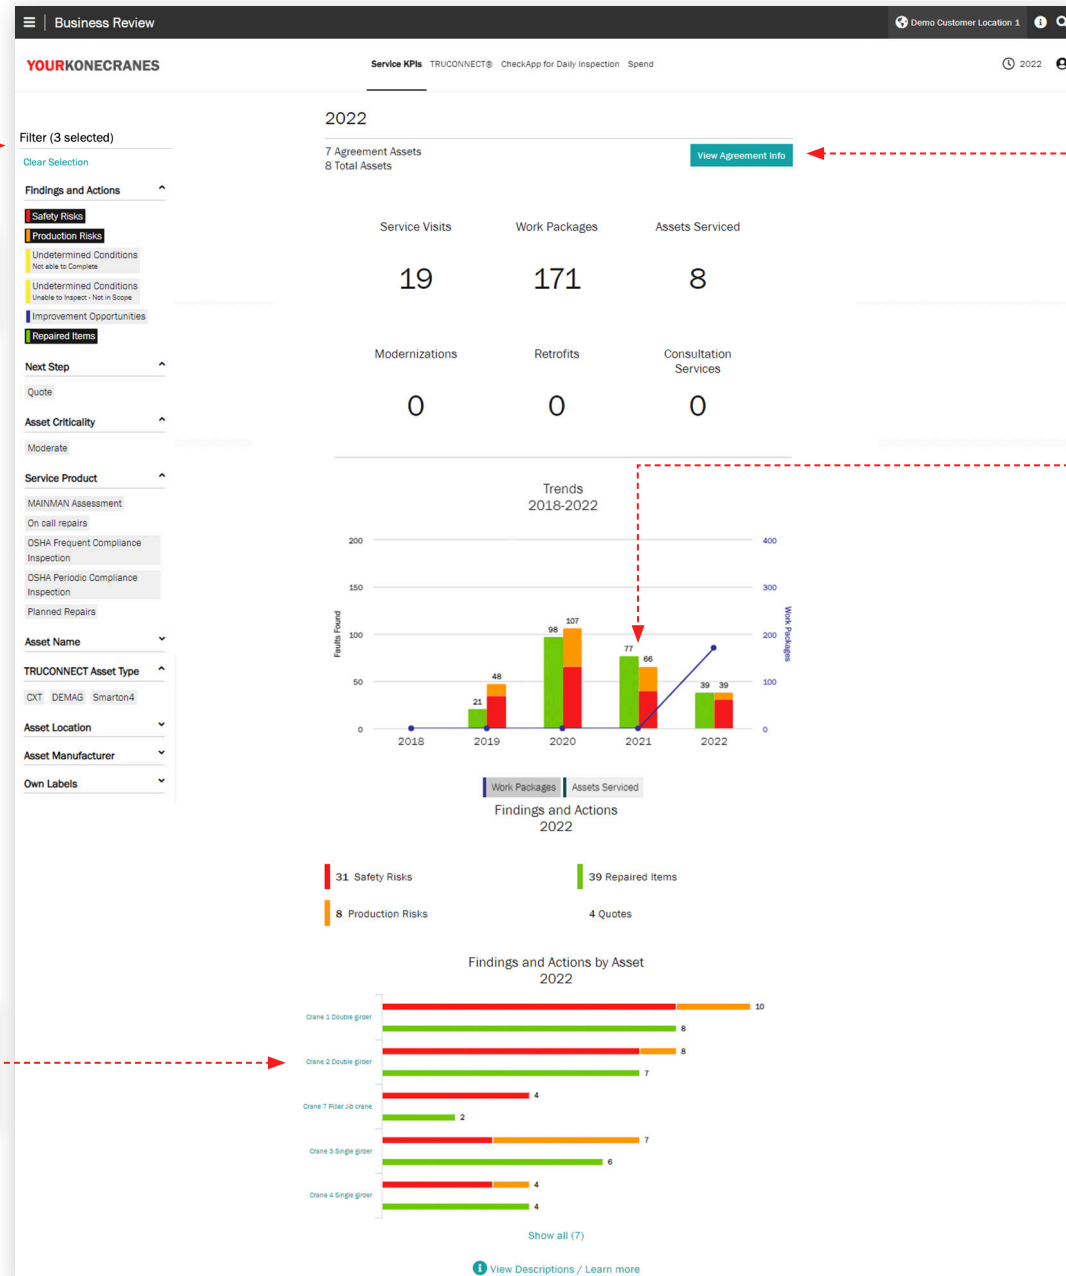 Business Review
Demo Customer Location 1
YOURKONECRANES
Service KPIs TRUCONNECT® CheckApp for Daily Inspection Spend
2022
Filter (3 selected)
Clear Selection
Findings and Actions
Safety Risks
Production Risks
Undetermined Conditions
Not able to Complete
Undetermined Conditions
Unable to Inspect - Not in Scope
Improvement Opportunities
Repaired Items
Next Step
Quote
Asset Criticality
Moderate
Service Product
MAINMAN Assessment
On call repairs
OSHA Frequent Compliance
Inspection
OSHA Periodic Compliance
Inspection
Planned Repairs
Asset Name
TRUCONNECT Asset Type
CXT DEMAG Smarton4
Asset Location
Asset Manufacturer
Own Labels
2022
7 Agreement Assets
8 Total Assets
View Agreement Info
Service Visits Work Packages Assets Serviced
19 171 8
Modernizations Retrofits Consultation
Services
0 0 0
Trends
2018-2022
200 400
150 300
100 200
50 100
0 0
Faults Found
Work Packages
21 48 98 107 77 66 39 39
2018 2019 2020 2021 2022
Work Packages Assets Serviced
Findings and Actions
2022
31 Safety Risks 39 Repaired Items
8 Production Risks 4 Quotes
Findings and Actions by Asset
2022
Crane 1 Double girder 10
8
Crane 2 Double girder 8
7
Crane 7 Pillar Jib crane 4
2
Crane 3 Single girder 7
6
Crane 4 Single girder 4
4
Show all (7)
View Descriptions / Learn more